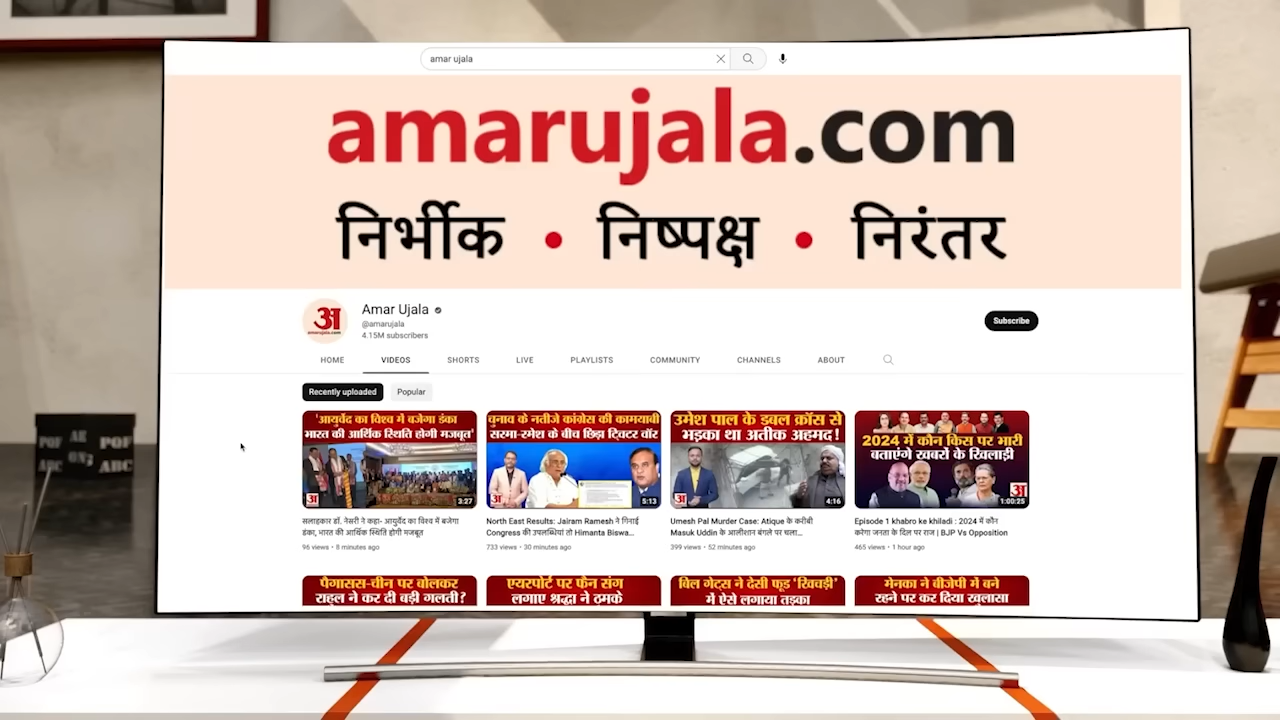 amar ujala
amarujala.com
निर्भीक • निष्पक्ष • निरंतर
अ
amarujala.com
Amar Ujala
@amarujala
4.15M subscribers
Subscribe
HOME VIDEOS SHORTS LIVE PLAYLISTS COMMUNITY CHANNELS ABOUT
Recently uploaded Popular
'आयुर्वेद का विश्व में बजेगा डंका
भारत की आर्थिक स्थिति होगी मजबूत'
3:27
सलाहकार डॉ. नेसरी ने कहा- आयुर्वेद का विश्व में बजेगा
डंका, भारत की आर्थिक स्थिति होगी मजबूत
96 views • 8 minutes ago
चुनाव के नतीजे कांग्रेस की कामयाबी
सरमा-रमेश के बीच छिड़ा ट्विटर वॉर
5:13
North East Results: Jairam Ramesh ने गिनाई
Congress की उपलब्धियां तो Himanta Biswa...
733 views • 30 minutes ago
उमेश पाल के डबल क्रॉस से
भड़का था अतीक अहमद!
4:16
Umesh Pal Murder Case: Atique के करीबी
Masuk Uddin के आलीशान बंगले पर चला...
399 views • 52 minutes ago
2024 में कौन किस पर भारी
बताएंगे खबरों के खिलाड़ी
1:00:25
Episode 1 khabro ke khiladi : 2024 में कौन
करेगा जनता के दिल पर राज | BJP Vs Opposition
465 views • 1 hour ago
पैगासस-चीन पर बोलकर
राहुल ने कर दी बड़ी गलती?
एयरपोर्ट पर फैन संग
लगाए श्रद्धा ने ठुमके
बिल गेट्स ने देसी फूड 'खिचड़ी'
में ऐसे लगाया तड़का
मेनका ने बीजेपी में बने
रहने पर कर दिया खुलासा